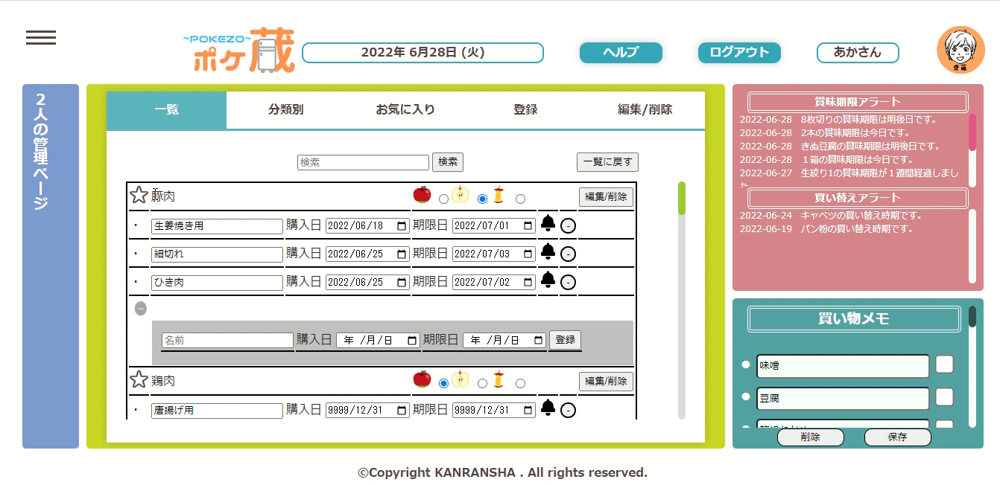 ~POKEZO~
ポケ蔵
2022年 6月28日 (火)
ヘルプ
ログアウト
あかさん
齊藤
2人の管理ページ
一覧
分類別
お気に入り
登録
編集/削除
検索
検索
一覧に戻す
豚肉
編集/削除
・ 生姜焼き用 購入日 2022/06/18 期限日 2022/07/01 -
・ 細切れ 購入日 2022/06/25 期限日 2022/07/03 -
・ ひき肉 購入日 2022/06/25 期限日 2022/07/02 -
名前 購入日 年 /月/日 期限日 年 /月/日 登録
鶏肉
編集/削除
・ 唐揚げ用 購入日 9999/12/31 期限日 9999/12/31 -
賞味期限アラート
2022-06-28 8枚切りの賞味期限は明後日です。
2022-06-28 2本の賞味期限は今日です。
2022-06-28 きぬ豆腐の賞味期限は明後日です。
2022-06-28 １箱の賞味期限は今日です。
2022-06-27 生絞り1の賞味期限が１週間経過しまし
買い替えアラート
2022-06-24 キャベツの買い替え時期です。
2022-06-19 パン粉の買い替え時期です。
買い物メモ
味噌
豆腐
削除
保存
©Copyright KANRANSHA . All rights reserved.